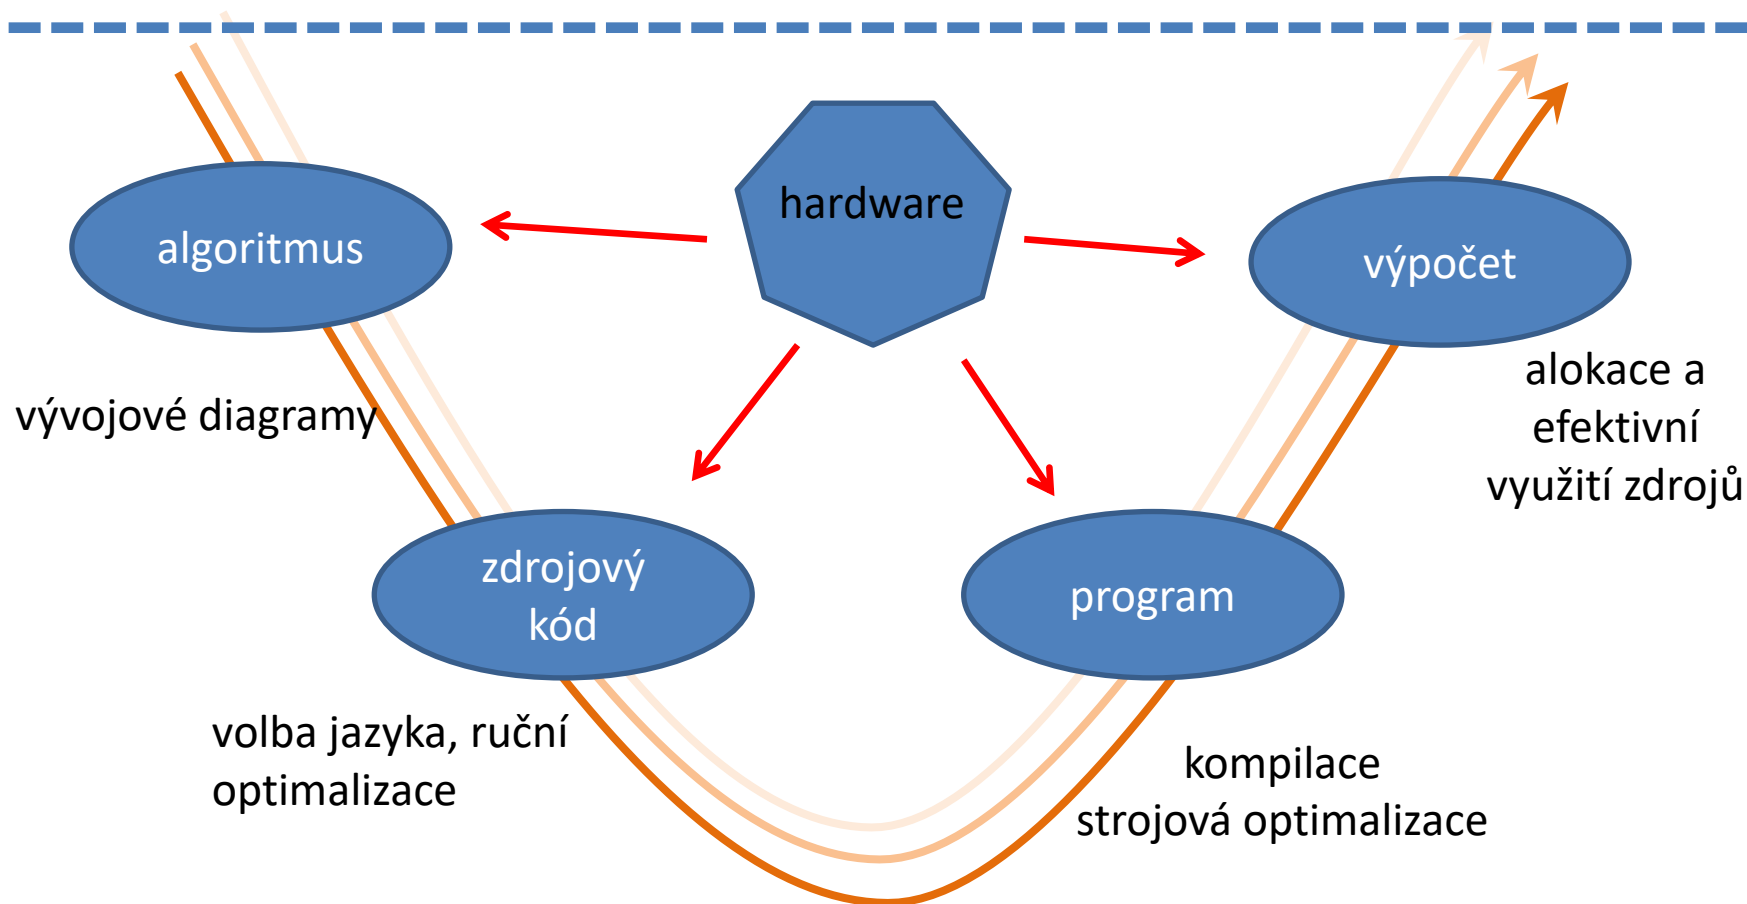 hardware
algoritmus
výpočet
vývojové diagramy
alokace a
efektivní
využití zdrojů
zdrojový
kód
program
volba jazyka, ruční
optimalizace
kompilace
strojová optimalizace